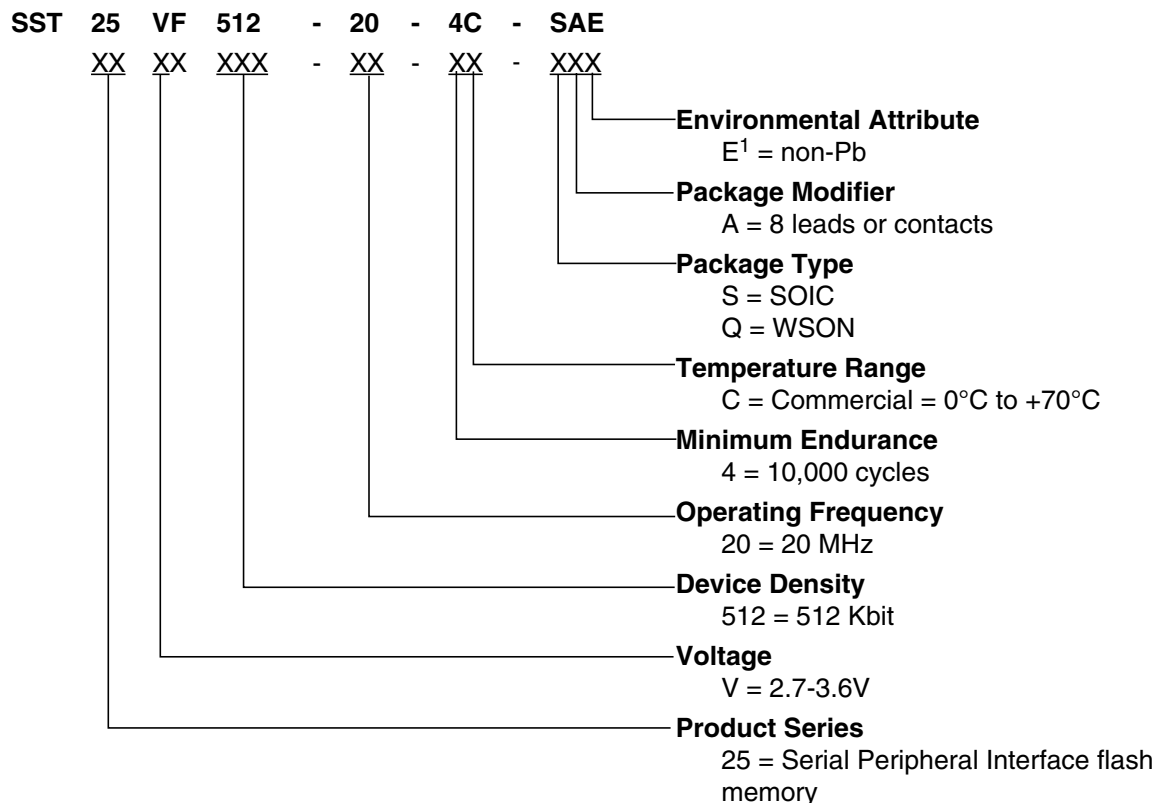 SST 25 VF 512 - 20 - 4C - SAE
XX XX XXX - XX - XX - XXX
Environmental Attribute
E¹ = non-Pb
Package Modifier
A = 8 leads or contacts
Package Type
S = SOIC
Q = WSON
Temperature Range
C = Commercial = 0°C to +70°C
Minimum Endurance
4 = 10,000 cycles
Operating Frequency
20 = 20 MHz
Device Density
512 = 512 Kbit
Voltage
V = 2.7-3.6V
Product Series
25 = Serial Peripheral Interface flash
memory